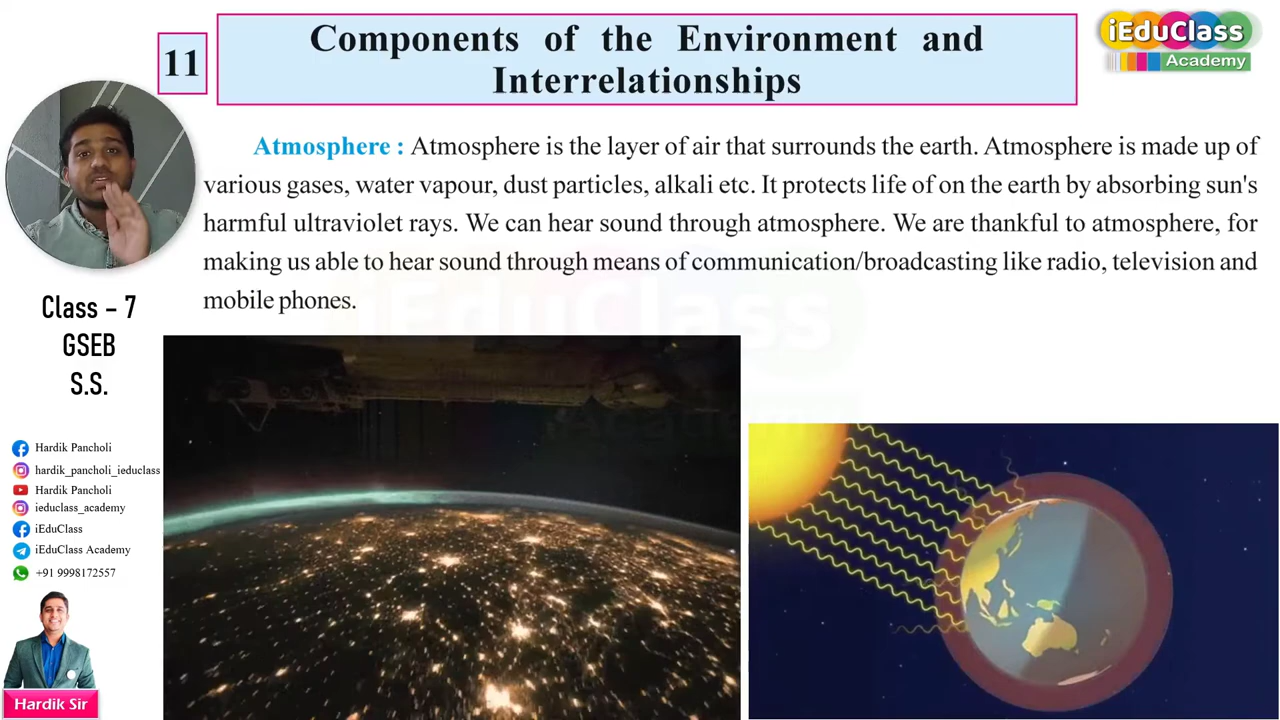 11
Components of the Environment and
Interrelationships
iEduClass
Academy
Atmosphere : Atmosphere is the layer of air that surrounds the earth. Atmosphere is made up of
various gases, water vapour, dust particles, alkali etc. It protects life of on the earth by absorbing sun's
harmful ultraviolet rays. We can hear sound through atmosphere. We are thankful to atmosphere, for
making us able to hear sound through means of communication/broadcasting like radio, television and
mobile phones.
iEduClass
Academy
Class – 7
GSEB
S.S.
Hardik Pancholi
hardik_pancholi_ieduclass
Hardik Pancholi
ieduclass_academy
iEduClass
iEduClass Academy
+91 9998172557
Hardik Sir